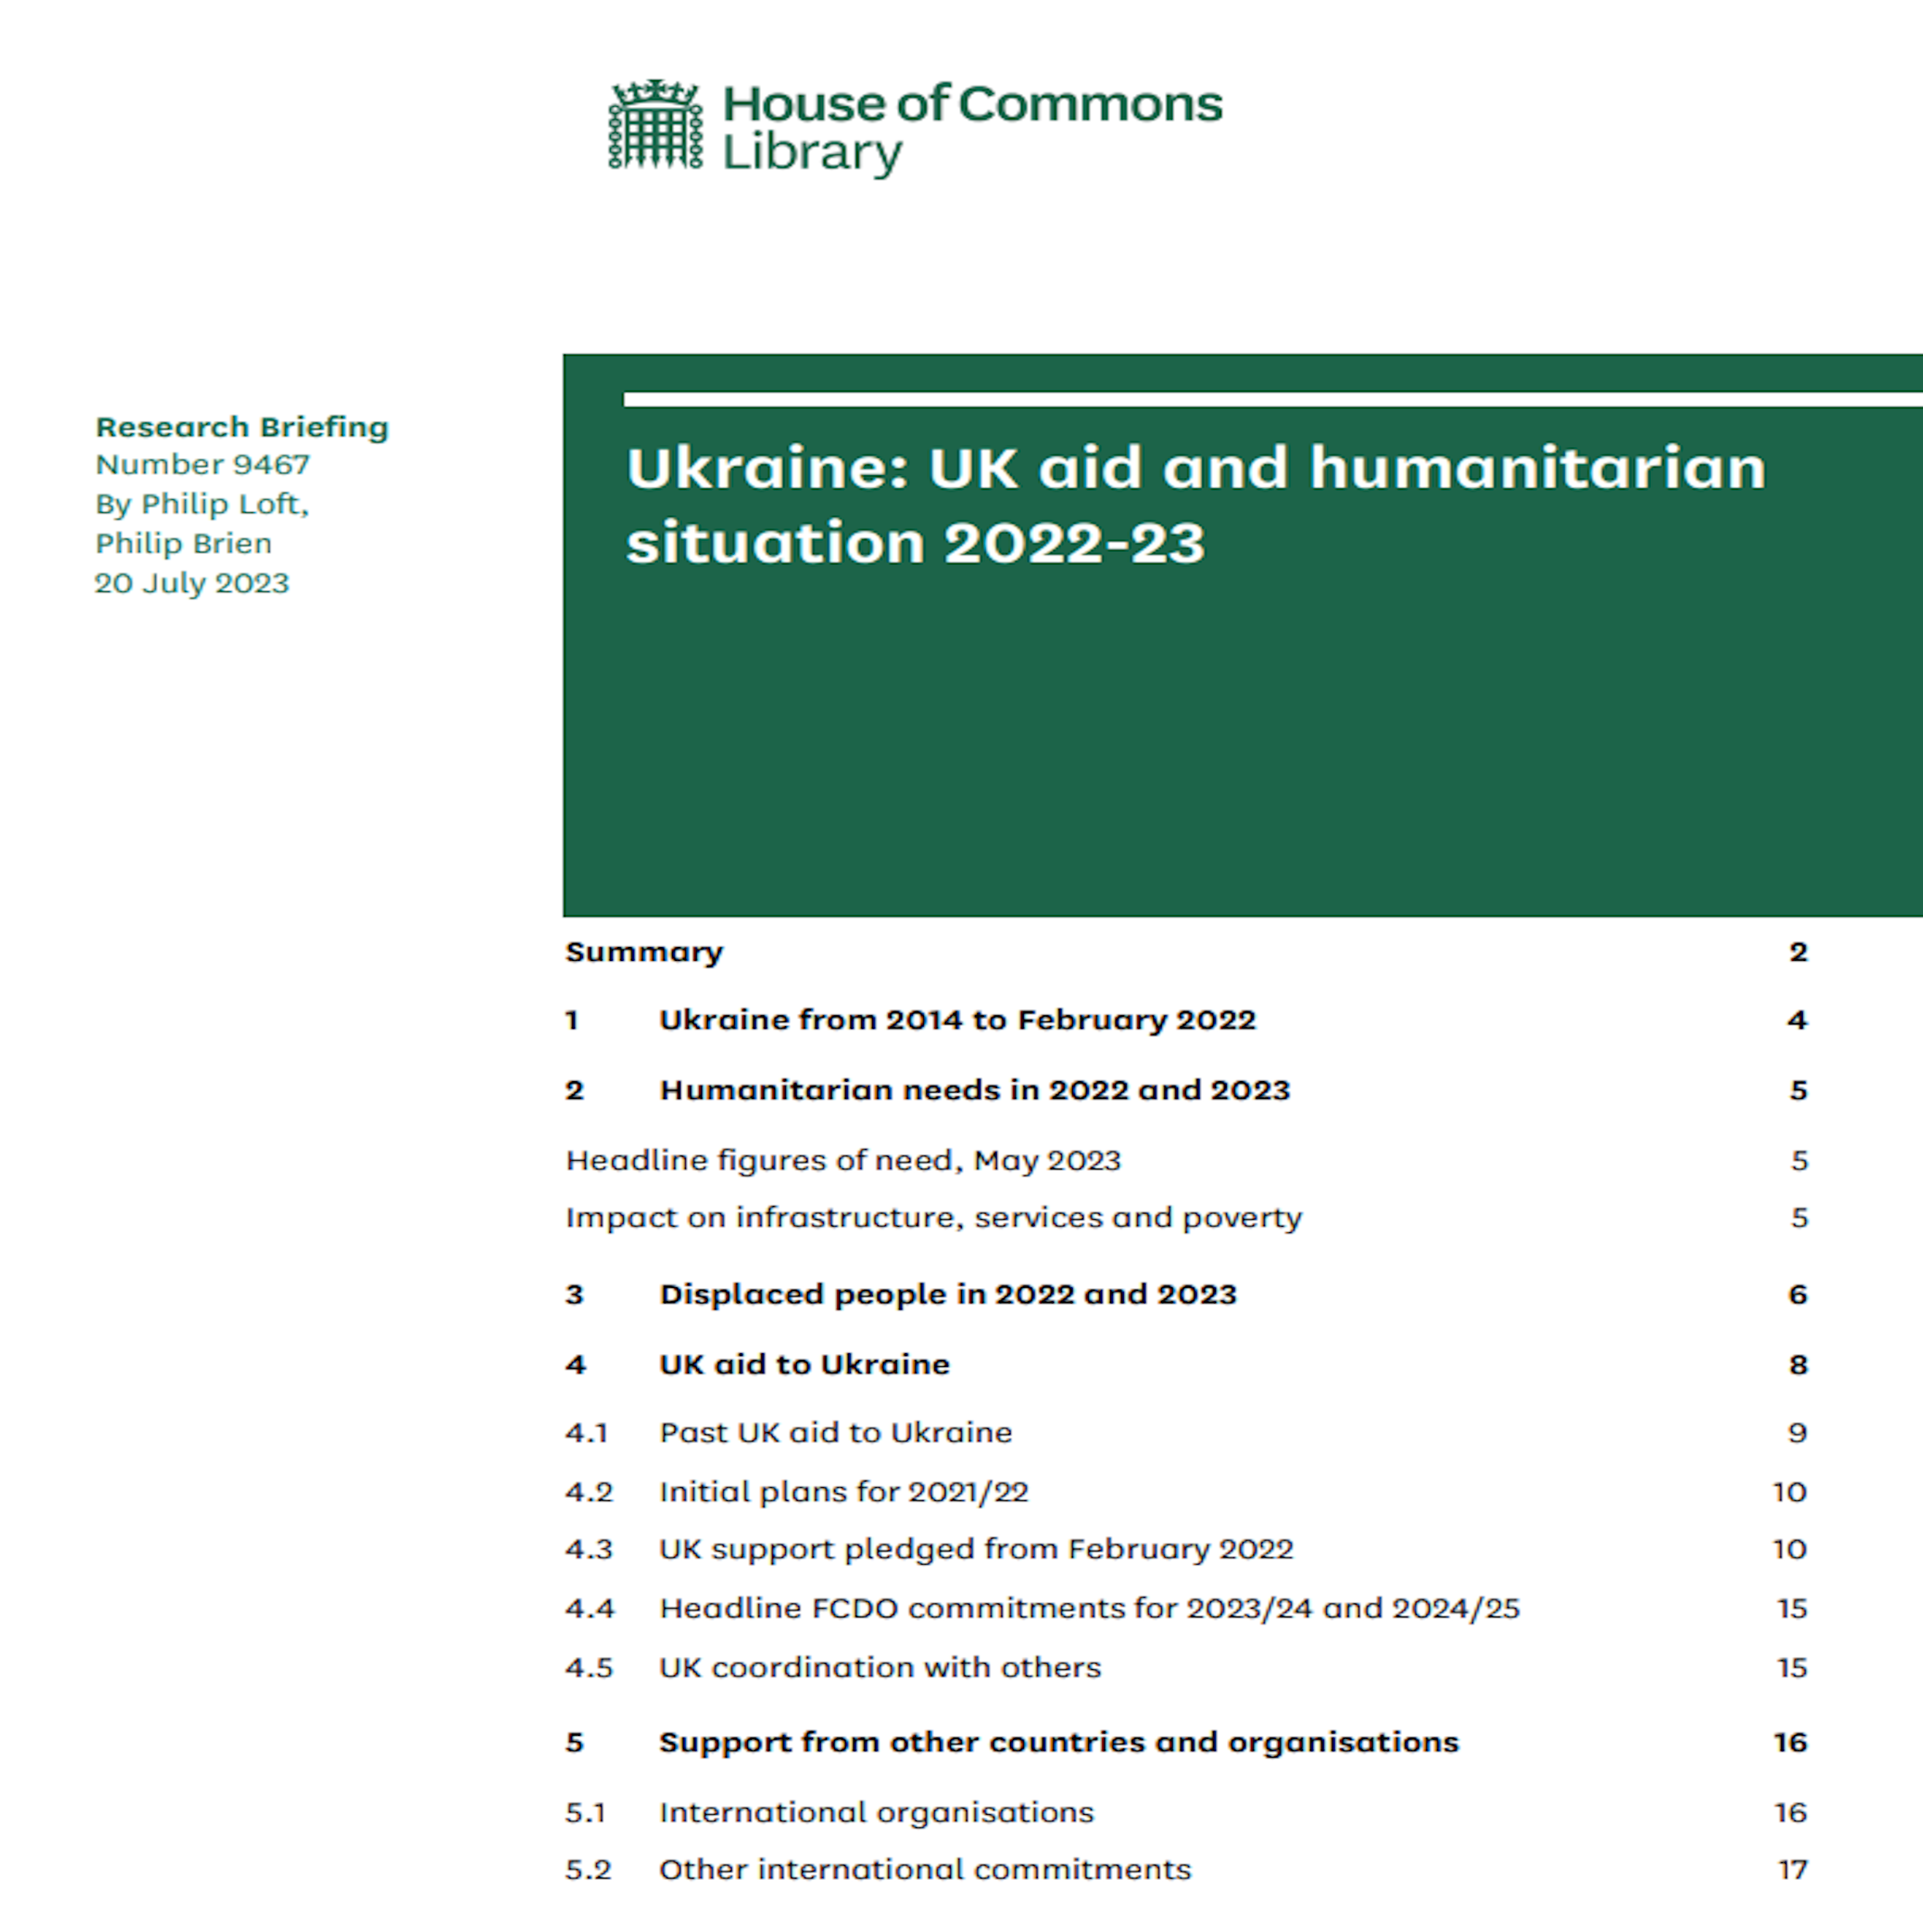 House of Commons
Library
Research Briefing
Number 9467
By Philip Loft,
Philip Brien
20 July 2023
Ukraine: UK aid and humanitarian
situation 2022-23
Summary 2
1 Ukraine from 2014 to February 2022 4
2 Humanitarian needs in 2022 and 2023 5
Headline figures of need, May 2023 5
Impact on infrastructure, services and poverty 5
3 Displaced people in 2022 and 2023 6
4 UK aid to Ukraine 8
4.1 Past UK aid to Ukraine 9
4.2 Initial plans for 2021/22 10
4.3 UK support pledged from February 2022 10
4.4 Headline FCDO commitments for 2023/24 and 2024/25 15
4.5 UK coordination with others 15
5 Support from other countries and organisations 16
5.1 International organisations 16
5.2 Other international commitments 17